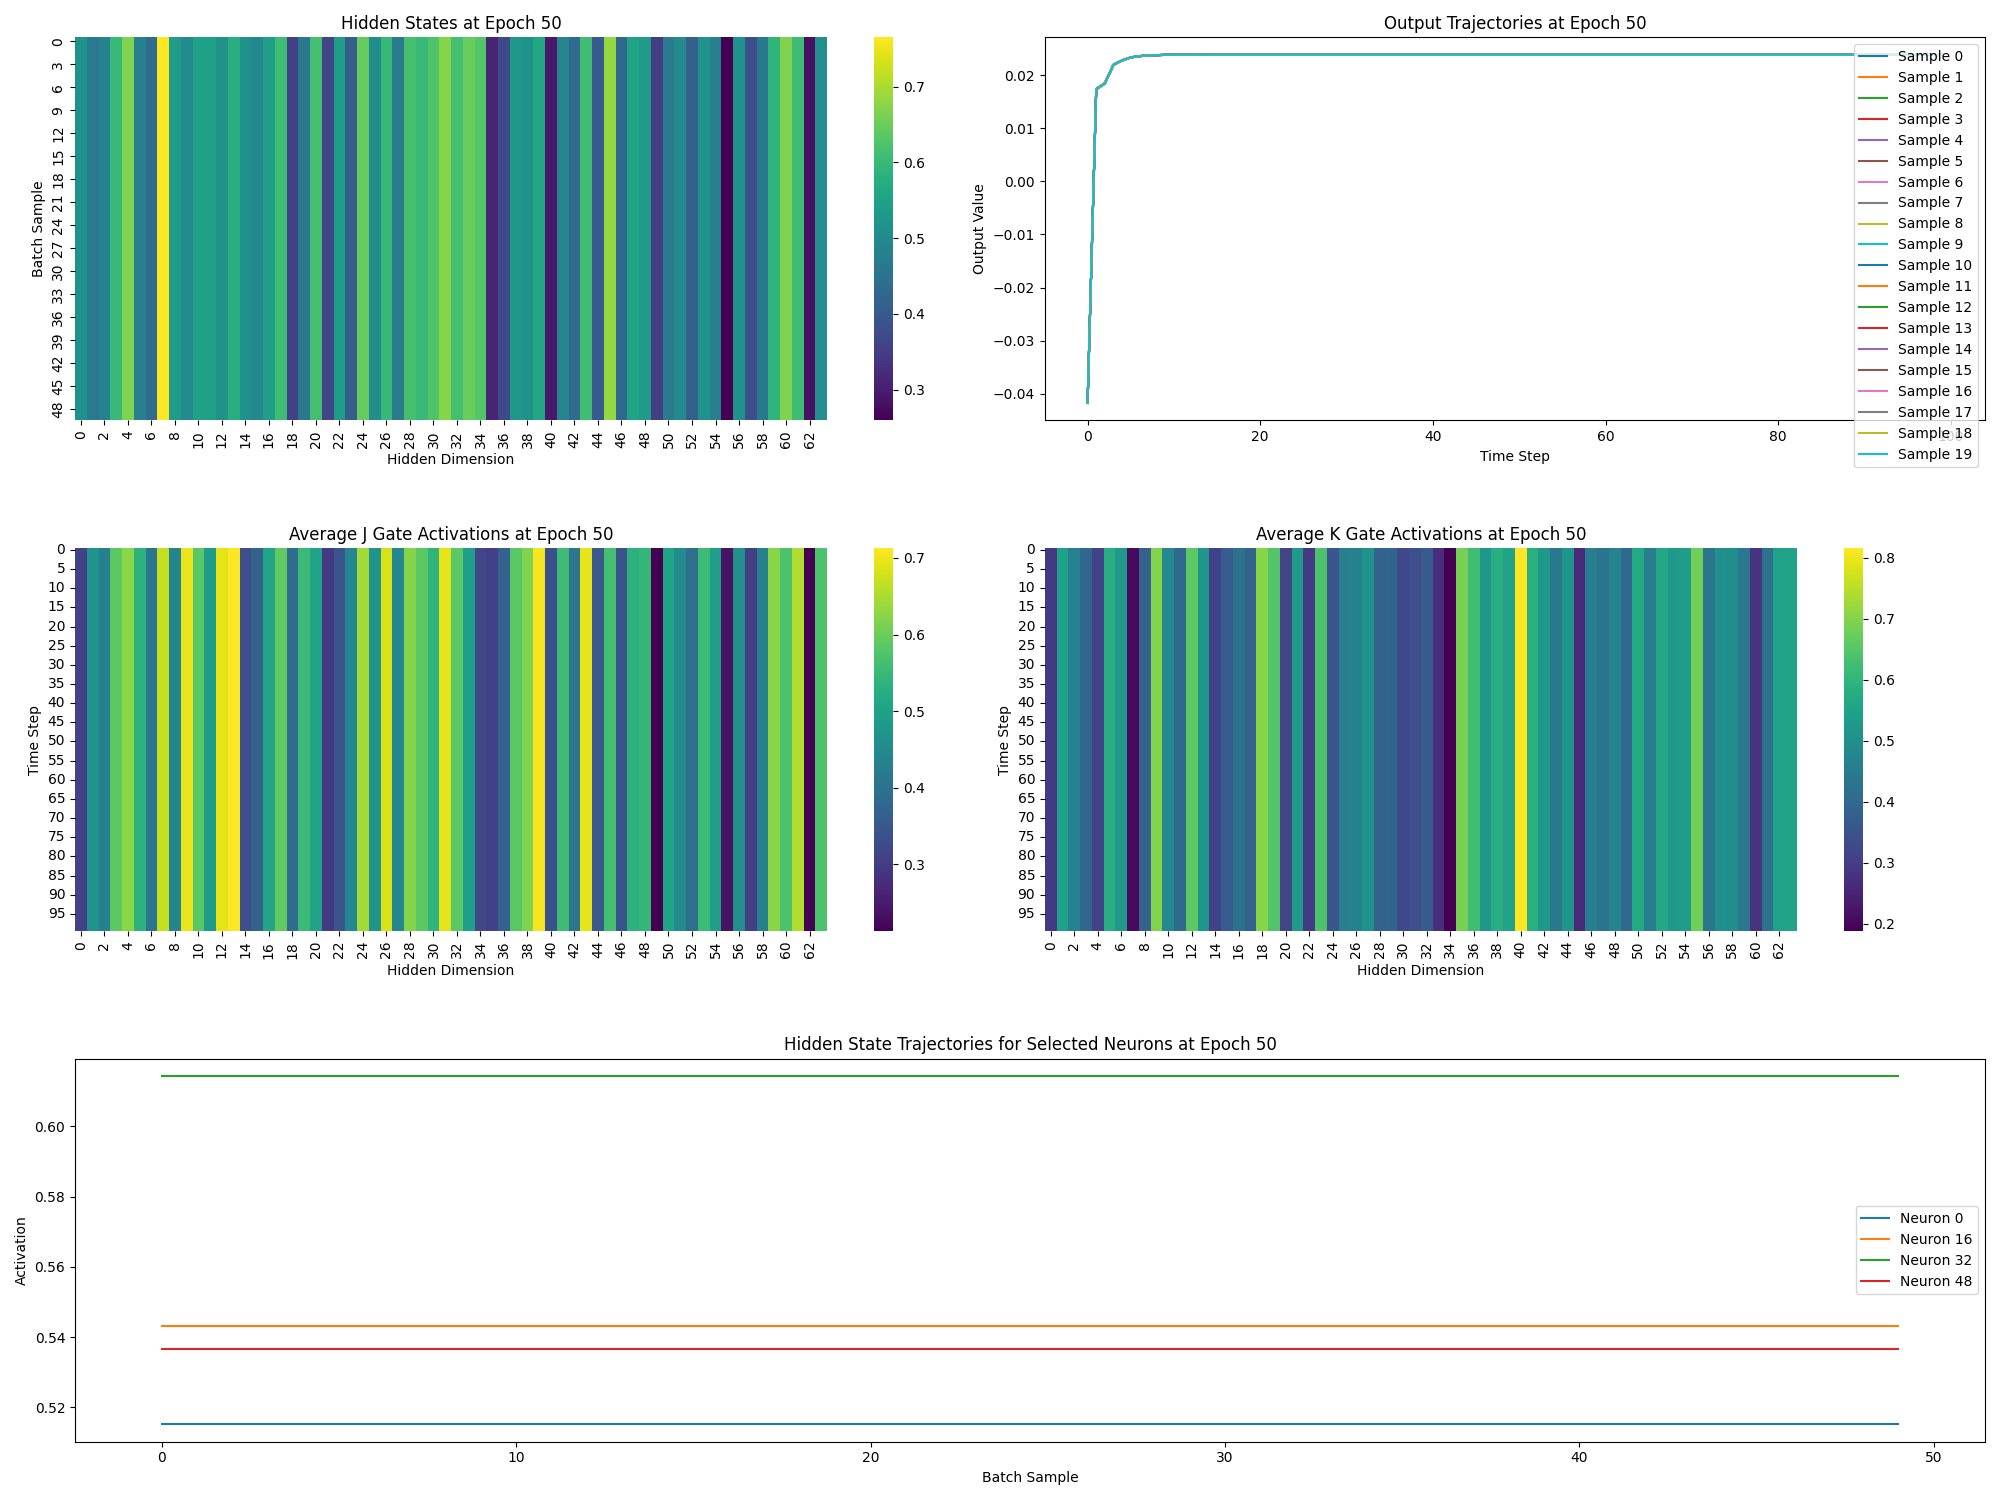 Hidden States at Epoch 50
Batch Sample
0 3 6 9 12 15 18 21 24 27 30 33 36 39 42 45 48
0 2 4 6 8 10 12 14 16 18 20 22 24 26 28 30 32 34 36 38 40 42 44 46 48 50 52 54 56 58 60 62
Hidden Dimension
0.7
0.6
0.5
0.4
0.3
Output Trajectories at Epoch 50
Output Value
0.02
0.01
0.00
−0.01
−0.02
−0.03
−0.04
0 20 40 60 80
Time Step
Sample 0
Sample 1
Sample 2
Sample 3
Sample 4
Sample 5
Sample 6
Sample 7
Sample 8
Sample 9
Sample 10
Sample 11
Sample 12
Sample 13
Sample 14
Sample 15
Sample 16
Sample 17
Sample 18
Sample 19
Average J Gate Activations at Epoch 50
Time Step
0
5
10
15
20
25
30
35
40
45
50
55
60
65
70
75
80
85
90
95
0 2 4 6 8 10 12 14 16 18 20 22 24 26 28 30 32 34 36 38 40 42 44 46 48 50 52 54 56 58 60 62
Hidden Dimension
0.7
0.6
0.5
0.4
0.3
Average K Gate Activations at Epoch 50
Time Step
0
5
10
15
20
25
30
35
40
45
50
55
60
65
70
75
80
85
90
95
0 2 4 6 8 10 12 14 16 18 20 22 24 26 28 30 32 34 36 38 40 42 44 46 48 50 52 54 56 58 60 62
Hidden Dimension
0.8
0.7
0.6
0.5
0.4
0.3
0.2
Hidden State Trajectories for Selected Neurons at Epoch 50
Activation
0.60
0.58
0.56
0.54
0.52
0 10 20 30 40 50
Batch Sample
Neuron 0
Neuron 16
Neuron 32
Neuron 48